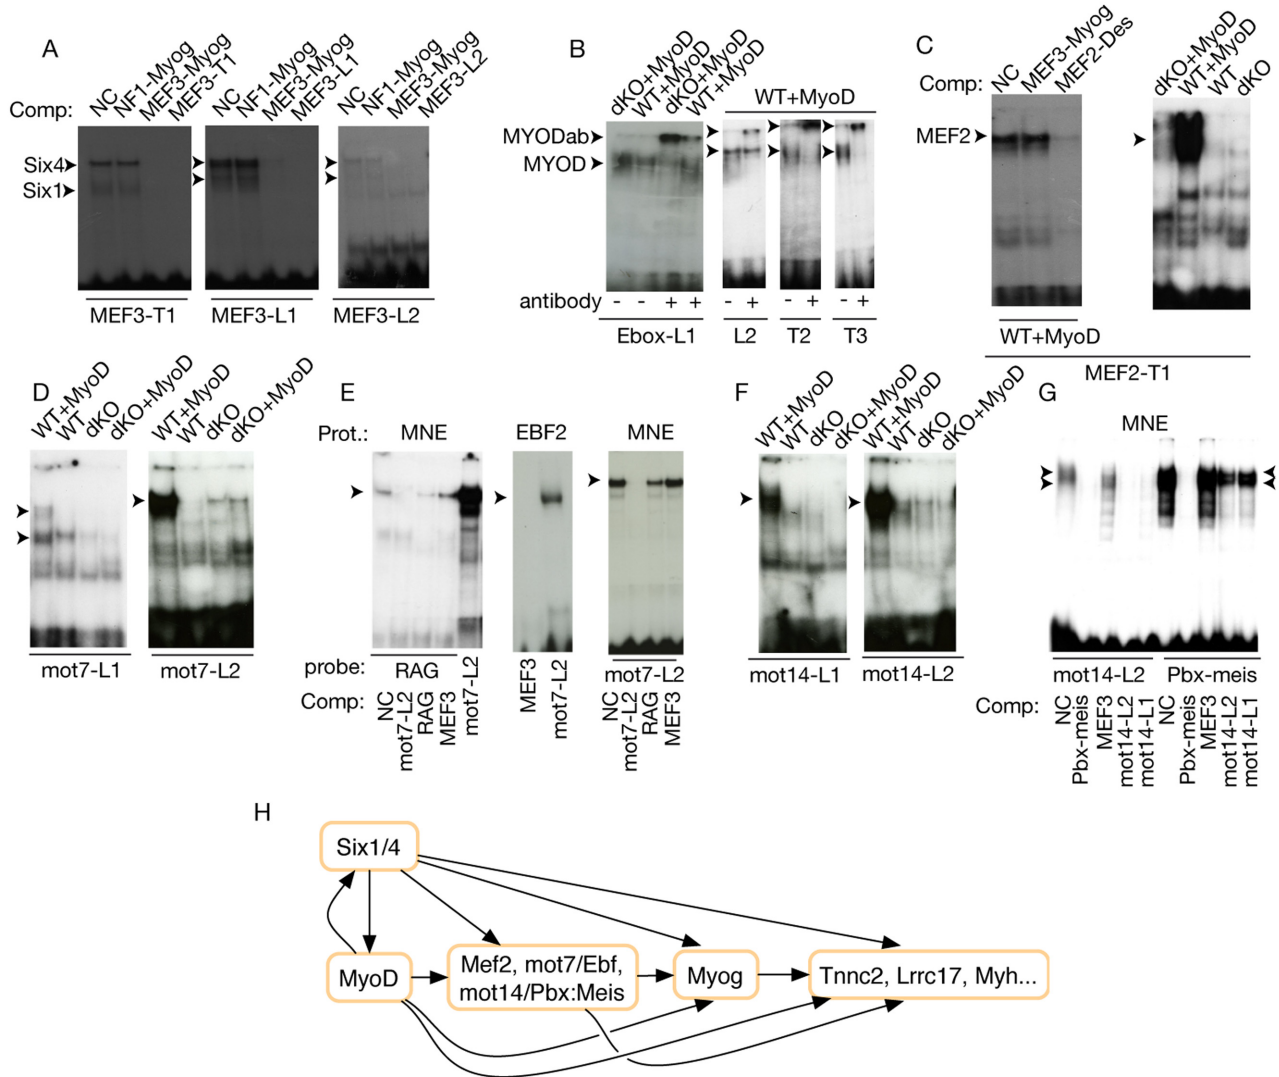 A
Comp:
NC
NF1-Myog
MEF3-Myog
MEF3-T1
NC
NF1-Myog
MEF3-Myog
MEF3-L1
NC
NF1-Myog
MEF3-Myog
MEF3-L2
Six4
Six1
MEF3-T1
MEF3-L1
MEF3-L2
B
dKO+MyoD
WT+MyoD
dKO+MyoD
WT+MyoD
WT+MyoD
MYODab
MYOD
antibody
- - + + - + - + - +
Ebox-L1
L2
T2
T3
C
Comp:
NC
MEF3-Myog
MEF2-Des
dKO+MyoD
WT+MyoD
WT
dKO
MEF2
WT+MyoD
MEF2-T1
D
WT+MyoD
WT
dKO
dKO+MyoD
WT+MyoD
WT
dKO
dKO+MyoD
mot7-L1
mot7-L2
E
Prot.:
MNE
EBF2
MNE
probe:
RAG
mot7-L2
MEF3
mot7-L2
mot7-L2
Comp:
NC
mot7-L2
RAG
MEF3
NC
mot7-L2
RAG
MEF3
F
WT+MyoD
WT
dKO
dKO+MyoD
WT+MyoD
WT
dKO
dKO+MyoD
mot14-L1
mot14-L2
G
MNE
mot14-L2
Pbx-meis
Comp:
NC
Pbx-meis
MEF3
mot14-L2
mot14-L1
NC
Pbx-meis
MEF3
mot14-L2
mot14-L1
H
Six1/4
MyoD
Mef2, mot7/Ebf,
mot14/Pbx:Meis
Myog
Tnnc2, Lrrc17, Myh...